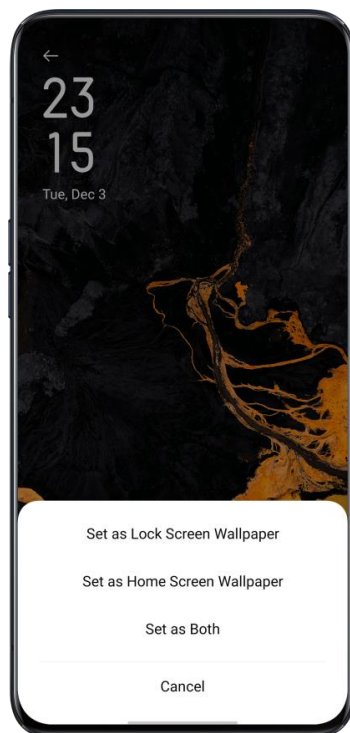 23
15
Tue, Dec 3
Set as Lock Screen Wallpaper
Set as Home Screen Wallpaper
Set as Both
Cancel